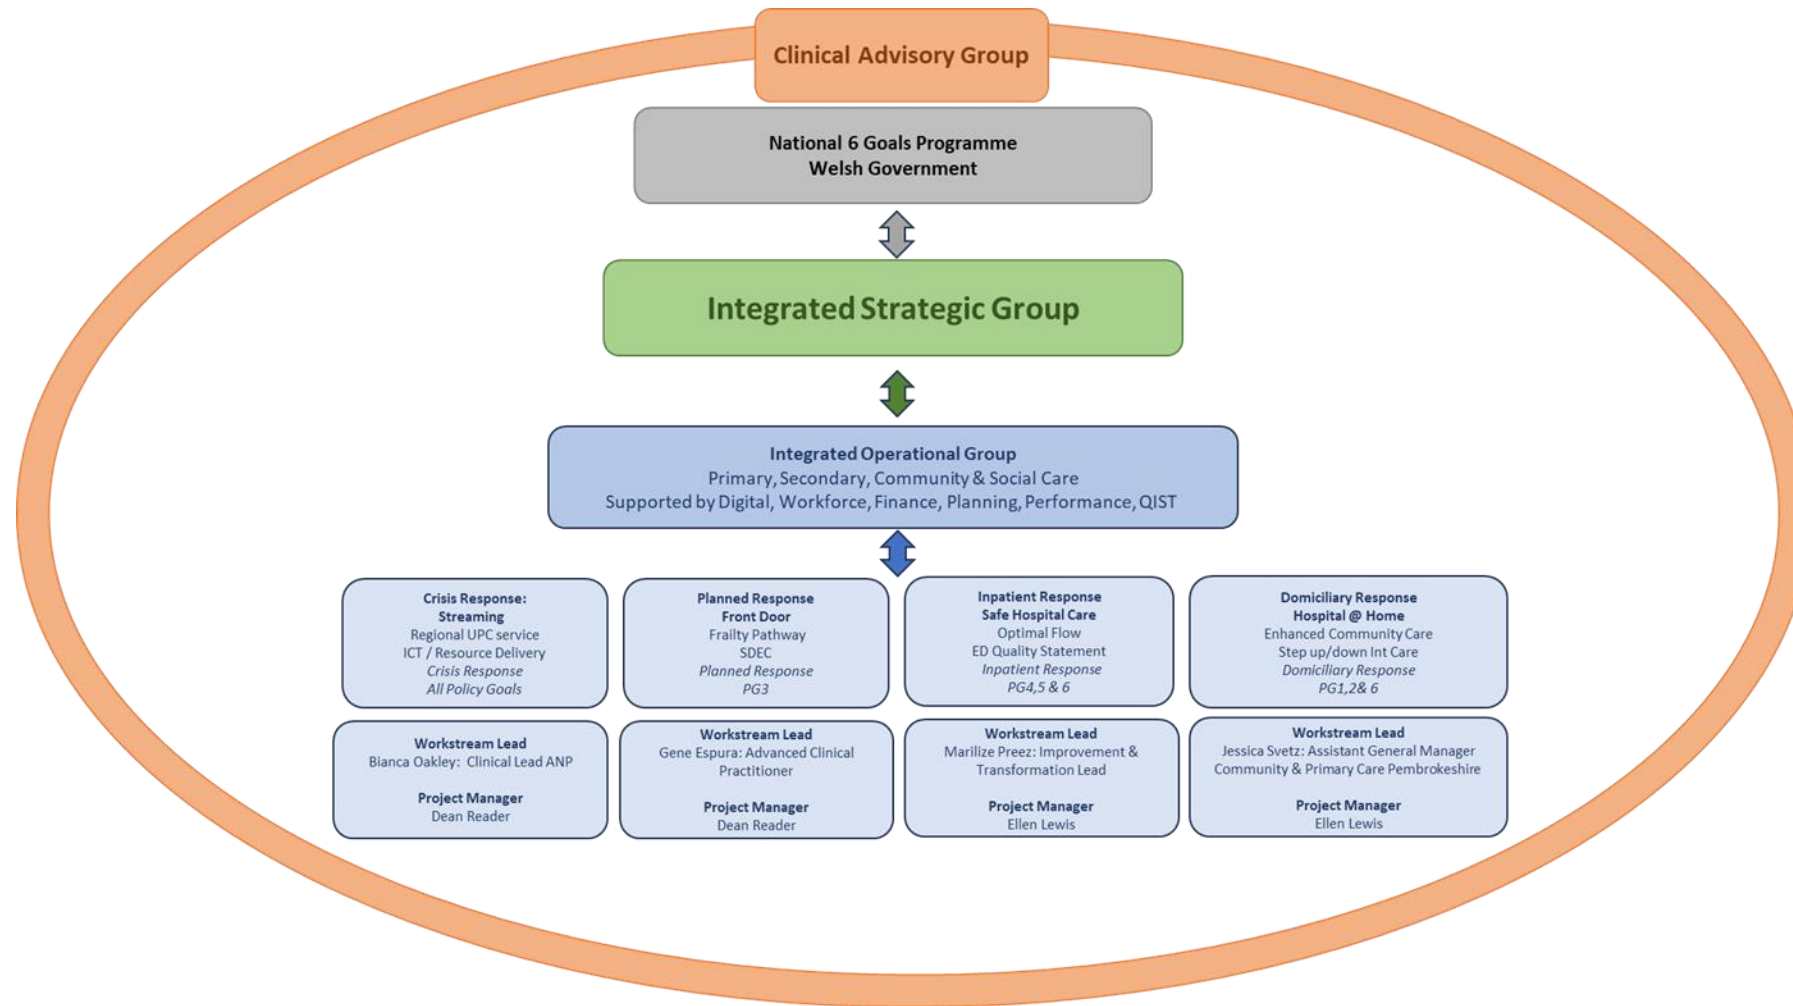 Clinical Advisory Group
National 6 Goals Programme
Welsh Government
Integrated Strategic Group
Integrated Operational Group
Primary, Secondary, Community & Social Care
Supported by Digital, Workforce, Finance, Planning, Performance, QIST
Crisis Response:
Streaming
Regional UPC service
ICT / Resource Delivery
Crisis Response
All Policy Goals
Planned Response
Front Door
Frailty Pathway
SDEC
Planned Response
PG3
Inpatient Response
Safe Hospital Care
Optimal Flow
ED Quality Statement
Inpatient Response
PG4,5 & 6
Domiciliary Response
Hospital @ Home
Enhanced Community Care
Step up/down Int Care
Domiciliary Response
PG1,2& 6
Workstream Lead
Bianca Oakley: Clinical Lead ANP
Project Manager
Dean Reader
Workstream Lead
Gene Espura: Advanced Clinical
Practitioner
Project Manager
Dean Reader
Workstream Lead
Marilize Preez: Improvement &
Transformation Lead
Project Manager
Ellen Lewis
Workstream Lead
Jessica Svetz: Assistant General Manager
Community & Primary Care Pembrokeshire
Project Manager
Ellen Lewis